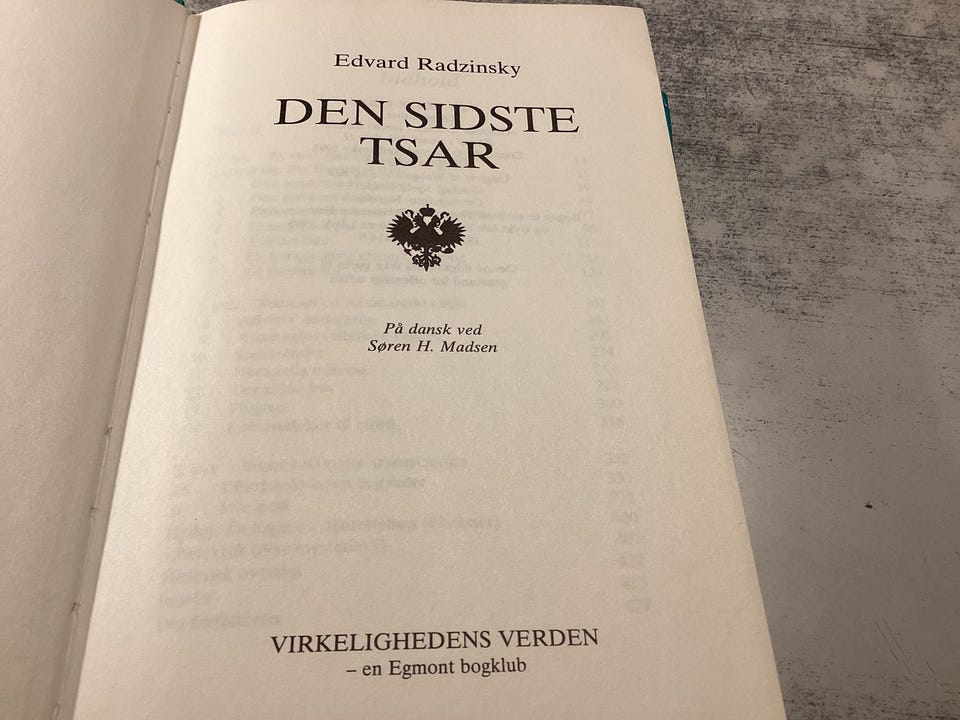 Edvard Radzinsky
DEN SIDSTE
TSAR
På dansk ved
Søren H. Madsen
VIRKELIGHEDENS VERDEN
– en Egmont bogklub